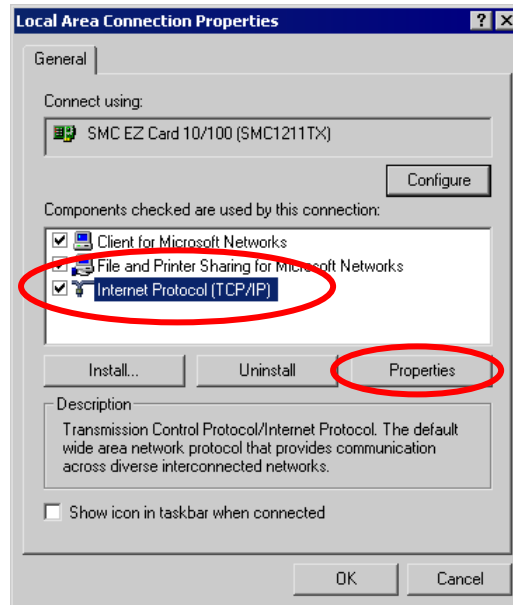 Local Area Connection Properties
General
Connect using:
SMC EZ Card 10/100 (SMC1211TX)
Configure
Components checked are used by this connection:
Client for Microsoft Networks
File and Printer Sharing for Microsoft Networks
Internet Protocol (TCP/IP)
Install... Uninstall Properties
Description
Transmission Control Protocol/Internet Protocol. The default
wide area network protocol that provides communication
across diverse interconnected networks.
Show icon in taskbar when connected
OK Cancel